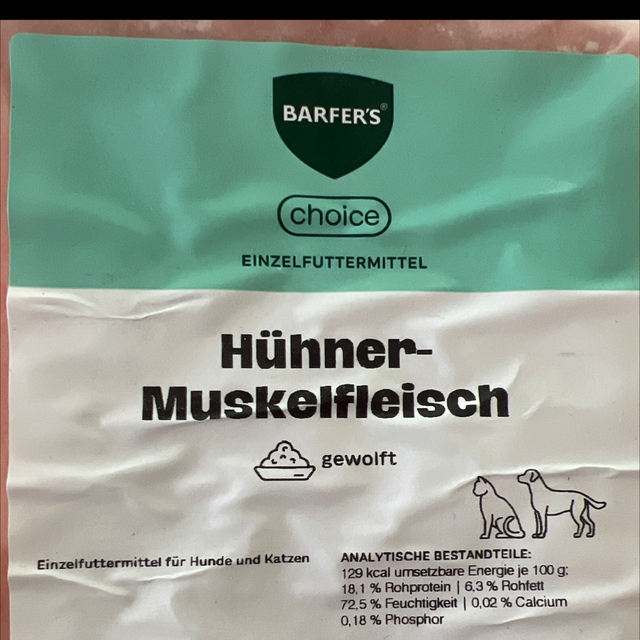 BARFER'S®
choice
EINZELFUTTERMITTEL
Hühner-
Muskelfleisch
gewolft
Einzelfuttermittel für Hunde und Katzen
ANALYTISCHE BESTANDTEILE:
129 kcal umsetzbare Energie je 100 g:
18,1 % Rohprotein | 6,3 % Rohfett
72,5 % Feuchtigkeit | 0,02 % Calcium
0,18 % Phosphor